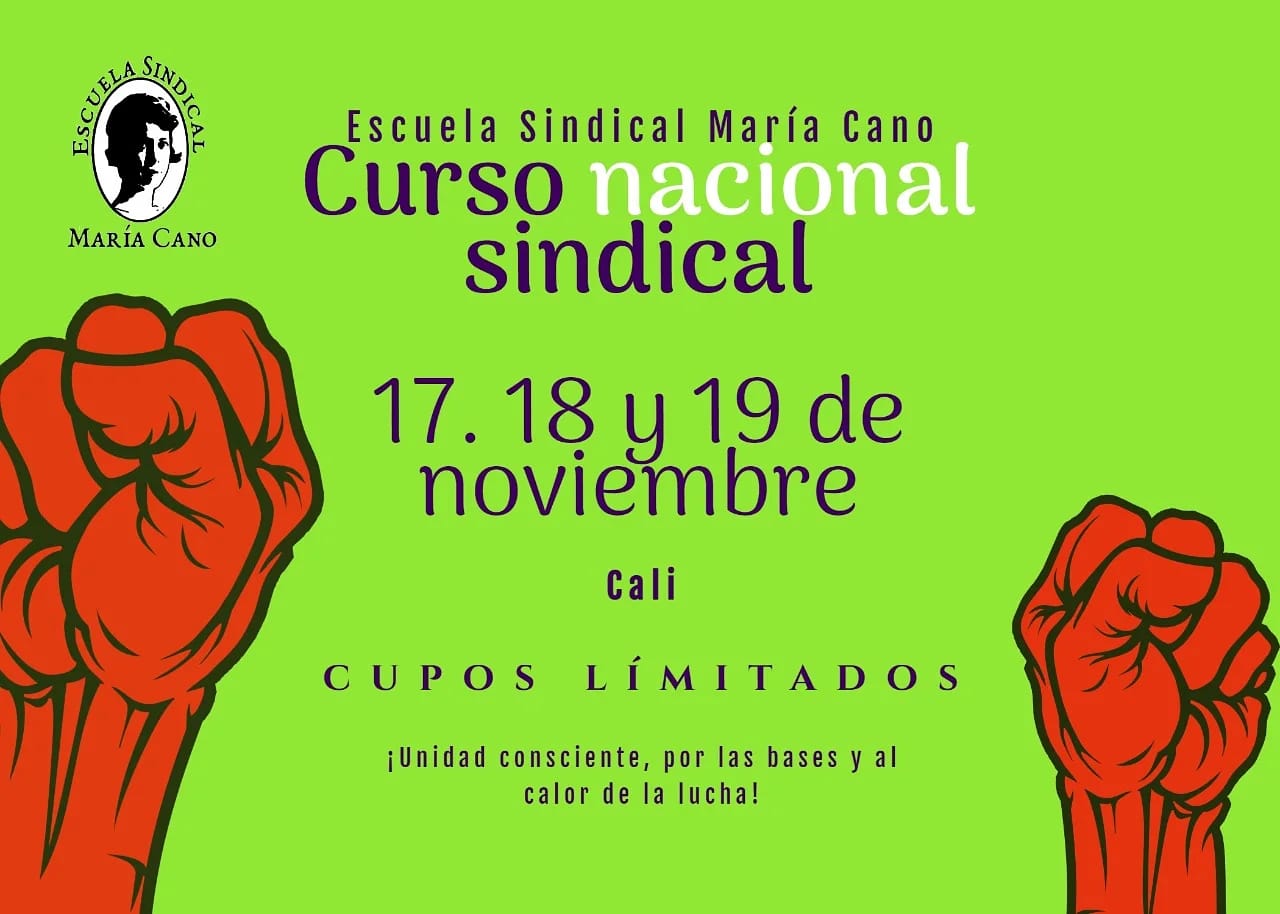 ESCUELA SINDICAL
MARÍA CANO
Escuela Sindical María Cano
Curso nacional
sindical
17. 18 y 19 de
noviembre
Cali
CUPOS LÍMITADOS
¡Unidad consciente, por las bases y al
calor de la lucha!